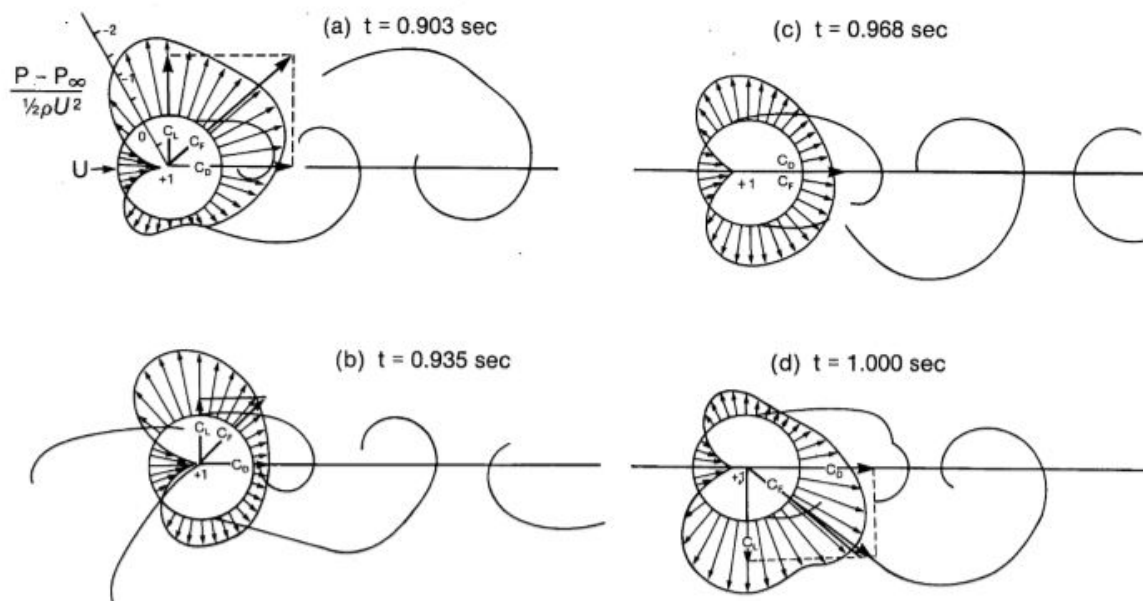 (a) t = 0.903 sec
-2
-1
0
P – P∞
½ρU²
U
C_L
C_F
C_D
+1
(c) t = 0.968 sec
C_D
C_F
+1
(b) t = 0.935 sec
C_L
C_F
C_D
+1
(d) t = 1.000 sec
+1
C_D
C_F
C_L